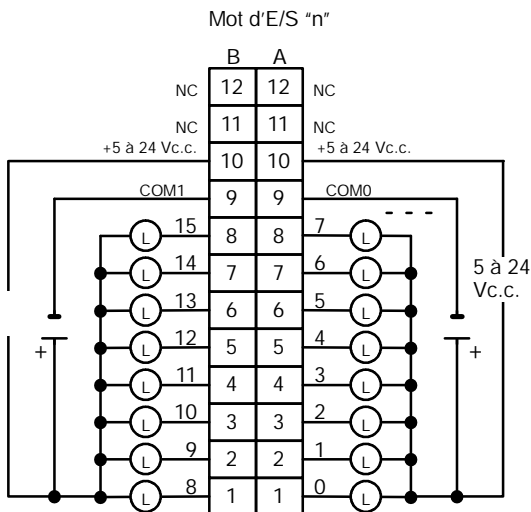 Mot d'E/S "n"
B A
NC 12 12 NC
NC 11 11 NC
+5 à 24 Vc.c. 10 10 +5 à 24 Vc.c.
COM1 9 9 COM0
L 15 8 8 7 L
L 14 7 7 6 L
5 à 24
Vc.c.
L 13 6 6 5 L
L 12 5 5 4 L
+ +
L 11 4 4 3 L
L 10 3 3 2 L
L 9 2 2 1 L
L 8 1 1 0 L